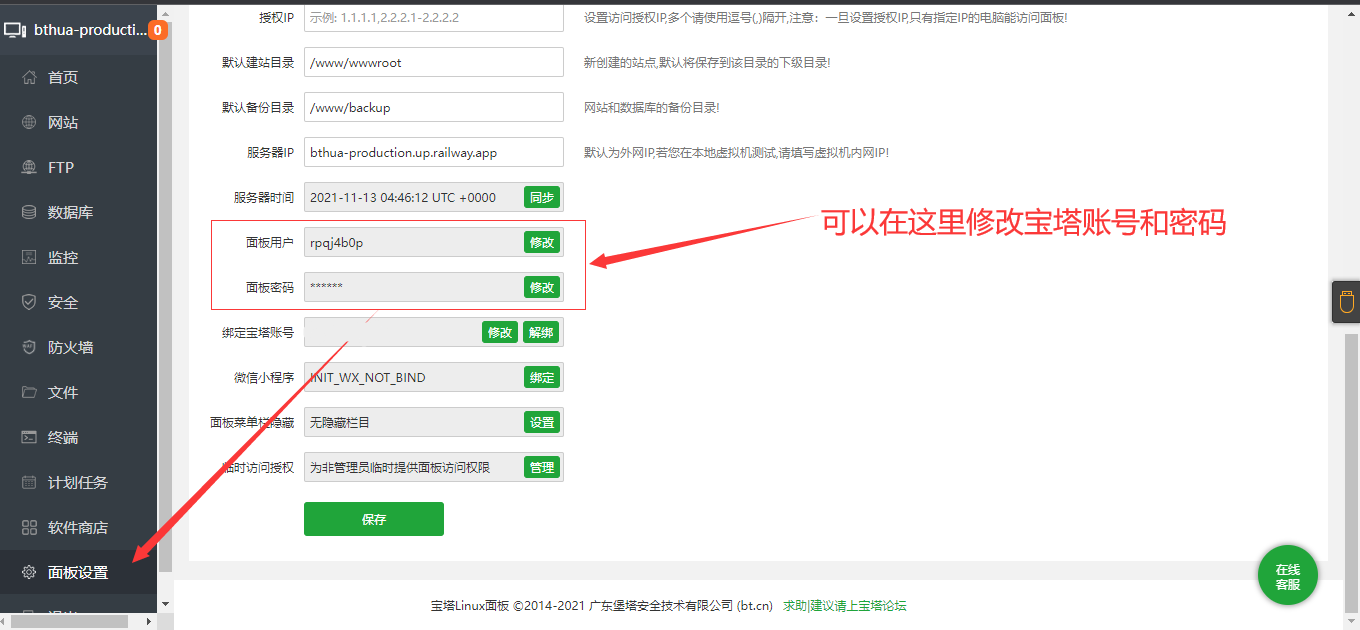 bthua-producti... 0
首页
网站
FTP
数据库
监控
安全
防火墙
文件
终端
计划任务
软件商店
面板设置
授权IP 示例: 1.1.1.1,2.2.2.1-2.2.2.2 设置访问授权IP,多个请使用逗号(,)隔开,注意：一旦设置授权IP,只有指定IP的电脑能访问面板!
默认建站目录 /www/wwwroot 新创建的站点,默认将保存到该目录的下级目录!
默认备份目录 /www/backup 网站和数据库的备份目录!
服务器IP bthua-production.up.railway.app 默认为外网IP,若您在本地虚拟机测试,请填写虚拟机内网IP!
服务器时间 2021-11-13 04:46:12 UTC +0000 同步
可以在这里修改宝塔账号和密码
面板用户 rpqj4b0p 修改
面板密码 ****** 修改
绑定宝塔账号 修改 解绑
微信小程序 INIT_WX_NOT_BIND 绑定
面板菜单栏隐藏 无隐藏栏目 设置
临时访问授权 为非管理员临时提供面板访问权限 管理
保存
在线
客服
宝塔Linux面板 ©2014-2021 广东堡塔安全技术有限公司 (bt.cn) 求助|建议请上宝塔论坛